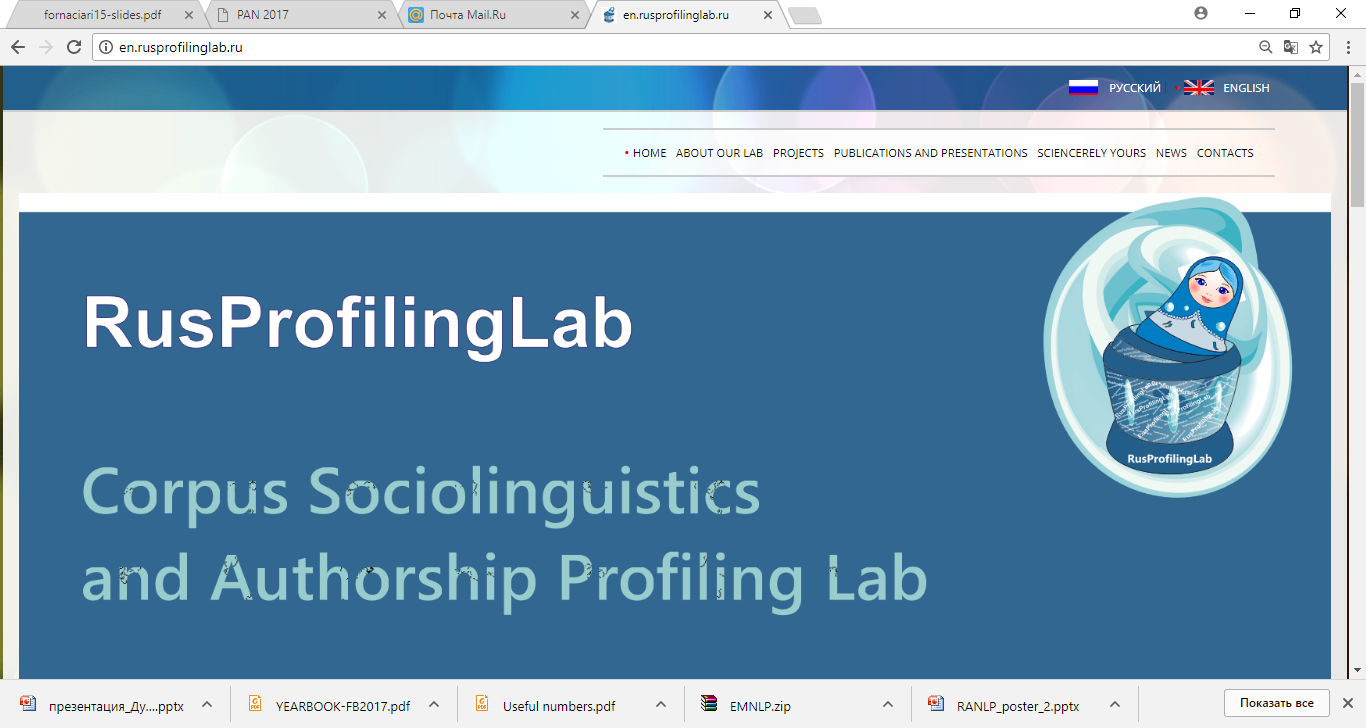 fornaciari15-slides.pdf
PAN 2017
Почта Mail.Ru
en.rusprofilinglab.ru
en.rusprofilinglab.ru
РУССКИЙ
ENGLISH
HOME ABOUT OUR LAB PROJECTS PUBLICATIONS AND PRESENTATIONS SCIENCERELY YOURS NEWS CONTACTS
RusProfilingLab
RusProfilingLab
Corpus Sociolinguistics
and Authorship Profiling Lab
презентация_Ду....pptx
YEARBOOK-FB2017.pdf
Useful numbers.pdf
EMNLP.zip
RANLP_poster_2.pptx
Показать все